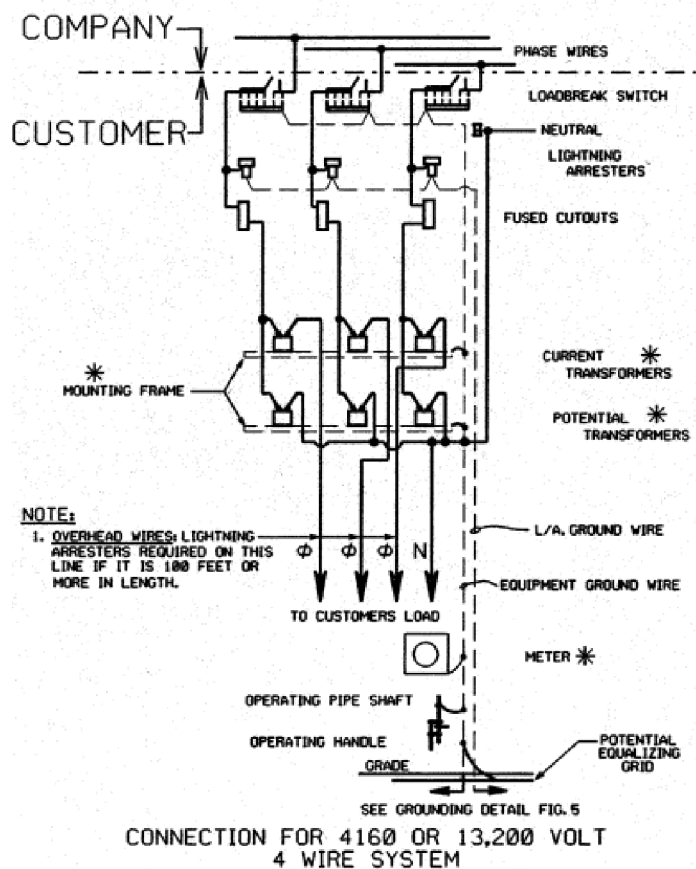 COMPANY
PHASE WIRES
LOADBREAK SWITCH
CUSTOMER
NEUTRAL
LIGHTNING
ARRESTERS
FUSED CUTOUTS
CURRENT *
TRANSFORMERS
*
MOUNTING FRAME
POTENTIAL *
TRANSFORMERS
NOTE:
1. OVERHEAD WIRES: LIGHTNING
ARRESTERS REQUIRED ON THIS
LINE IF IT IS 100 FEET OR
MORE IN LENGTH.
Φ Φ Φ N
L/A. GROUND WIRE
EQUIPMENT GROUND WIRE
TO CUSTOMERS LOAD
METER *
OPERATING PIPE SHAFT
OPERATING HANDLE
POTENTIAL
EQUALIZING
GRID
GRADE
SEE GROUNDING DETAIL FIG.5
CONNECTION FOR 4160 OR 13,200 VOLT
4 WIRE SYSTEM